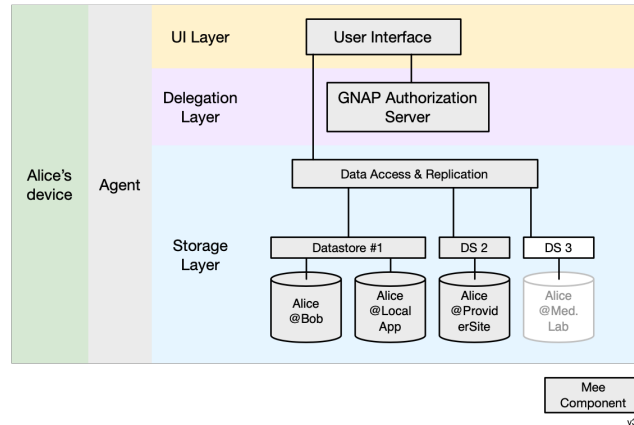 UI Layer
User Interface
Delegation
Layer
GNAP Authorization
Server
Alice's
device
Agent
Data Access & Replication
Storage
Layer
Datastore #1
DS 2
DS 3
Alice
@Bob
Alice
@Local
App
Alice
@Provid
erSite
Alice
@Med.
Lab
Mee
Component